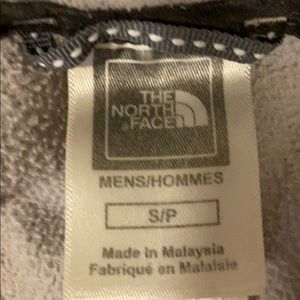 THE
NORTH
FACE
MENS/HOMMES
S/P
Made in Malaysia
Fabriqué en Malaisie